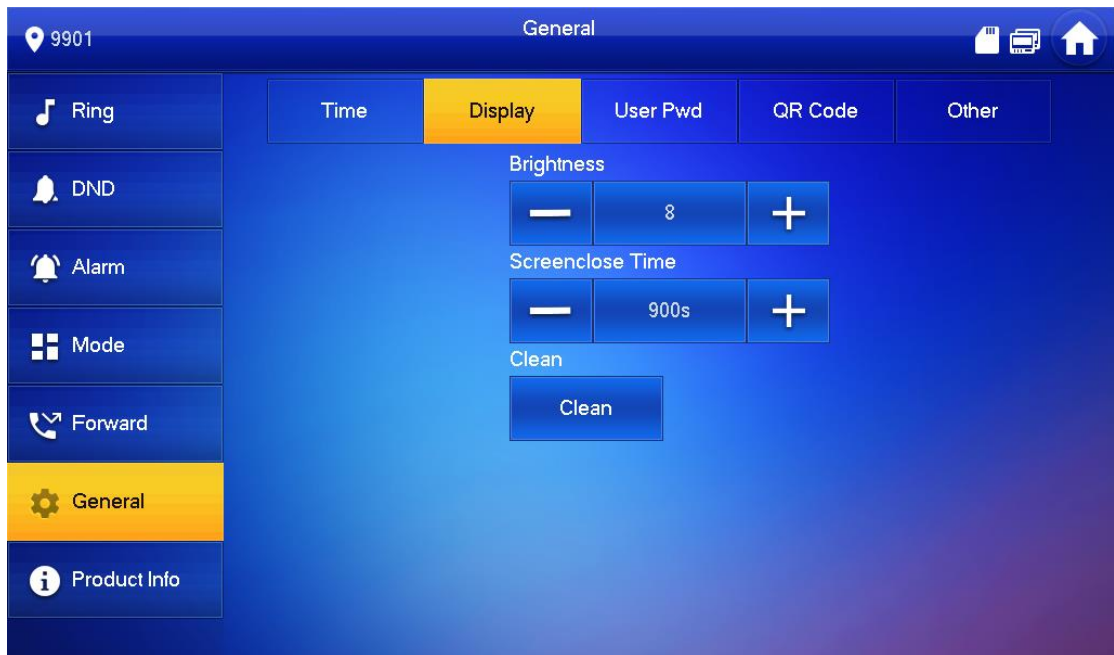 9901
General
Ring
DND
Alarm
Mode
Forward
General
Product Info
Time
Display
User Pwd
QR Code
Other
Brightness
8
Screenclose Time
900s
Clean
Clean